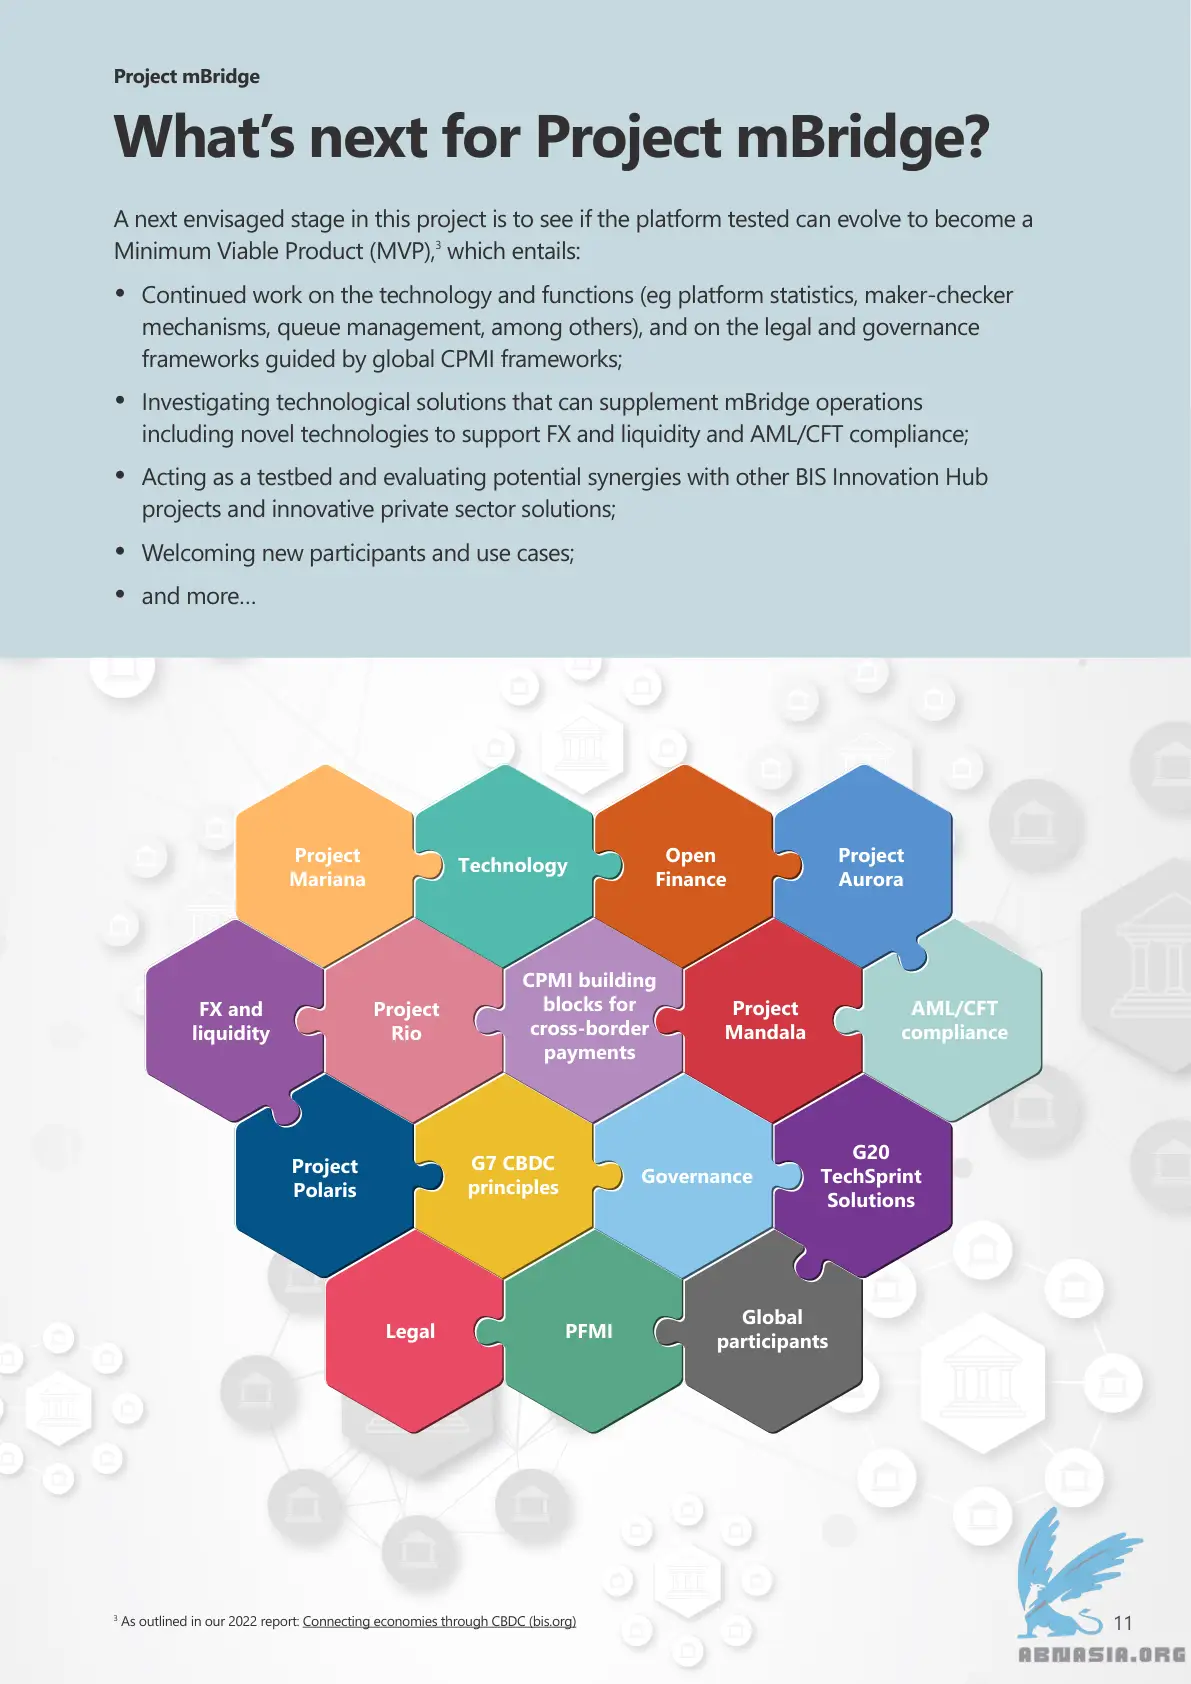 Project mBridge
What's next for Project mBridge?
A next envisaged stage in this project is to see if the platform tested can evolve to become a
Minimum Viable Product (MVP),³ which entails:
• Continued work on the technology and functions (eg platform statistics, maker-checker
mechanisms, queue management, among others), and on the legal and governance
frameworks guided by global CPMI frameworks;
• Investigating technological solutions that can supplement mBridge operations
including novel technologies to support FX and liquidity and AML/CFT compliance;
• Acting as a testbed and evaluating potential synergies with other BIS Innovation Hub
projects and innovative private sector solutions;
• Welcoming new participants and use cases;
• and more...
Project
Mariana
Technology
Open
Finance
Project
Aurora
FX and
liquidity
Project
Rio
CPMI building
blocks for
cross-border
payments
Project
Mandala
AML/CFT
compliance
Project
Polaris
G7 CBDC
principles
Governance
G20
TechSprint
Solutions
Legal
PFMI
Global
participants
³ As outlined in our 2022 report: Connecting economies through CBDC (bis.org)
11
ABNASIA.ORG